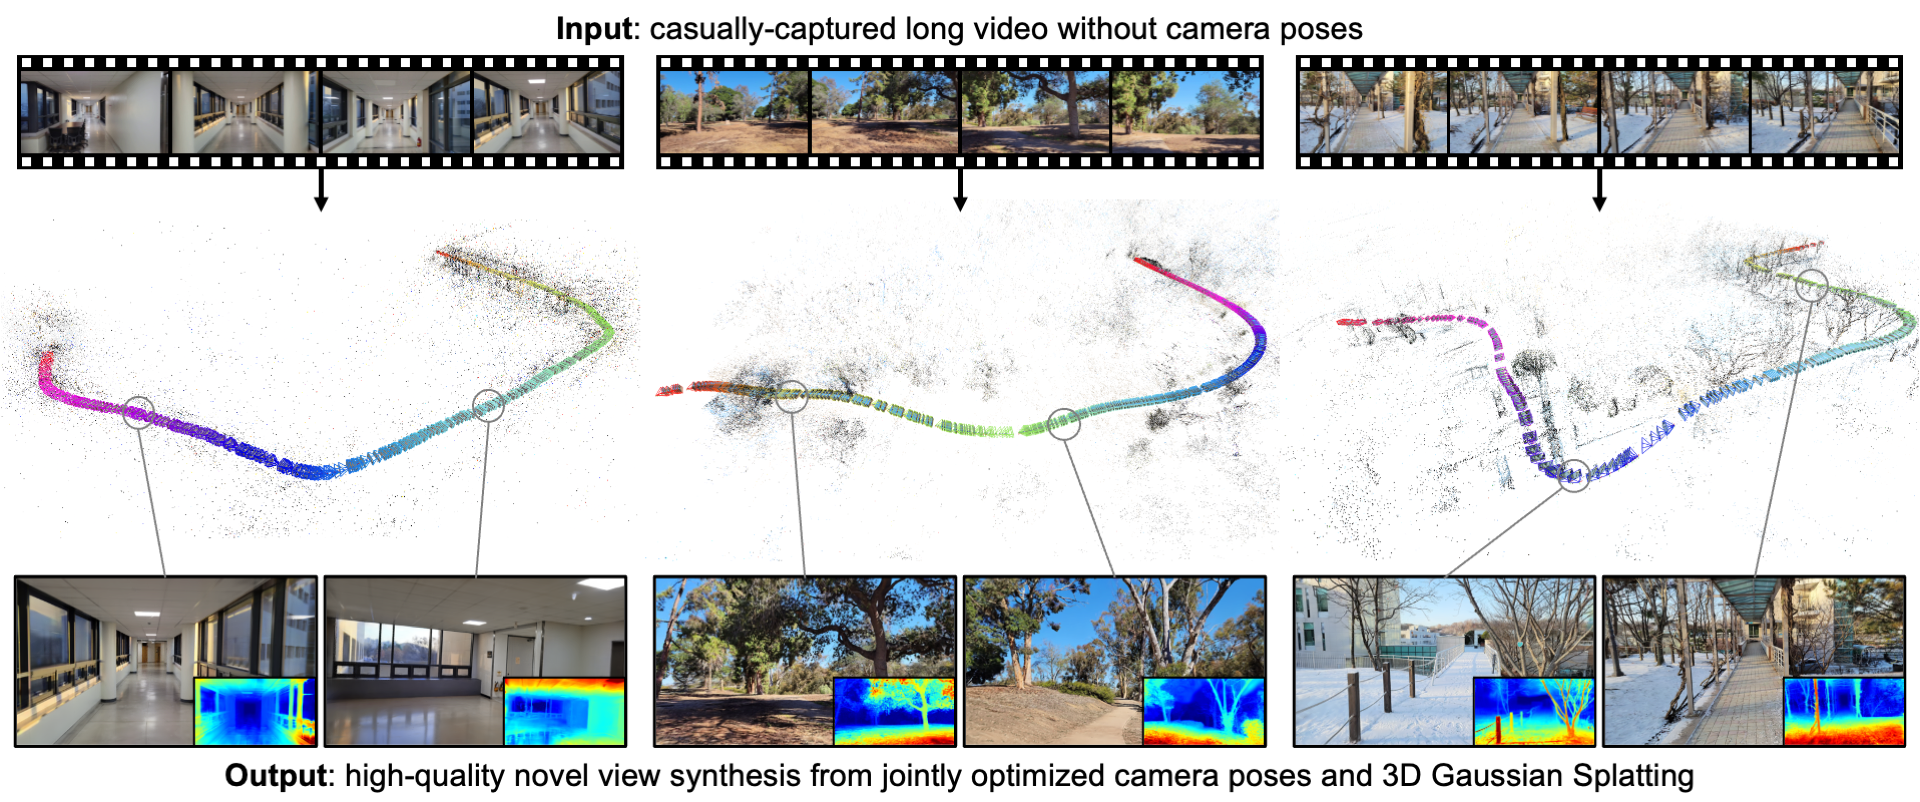 Input: casually-captured long video without camera poses
Output: high-quality novel view synthesis from jointly optimized camera poses and 3D Gaussian Splatting